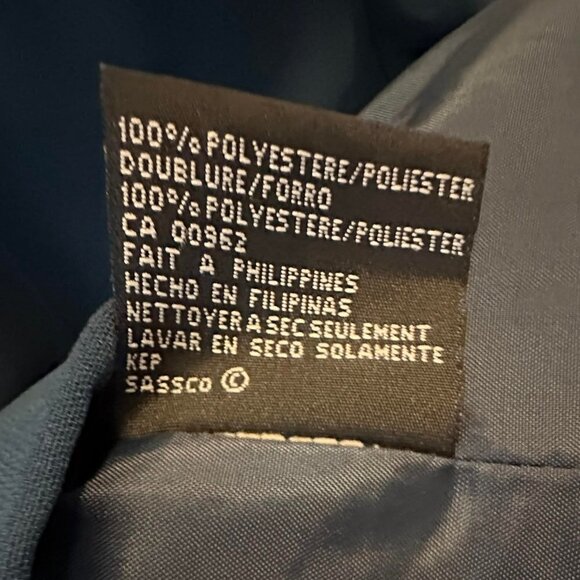 100% POLYESTERE/POLIESTER
DOUBLURE/FORRO
100% POLYESTERE/POLIESTER
CA 00962
FAIT A PHILIPPINES
HECHO EN FILIPINAS
NETTOYER A SEC SEULEMENT
LAVAR EN SECO SOLAMENTE
KEP
SASSCO ©